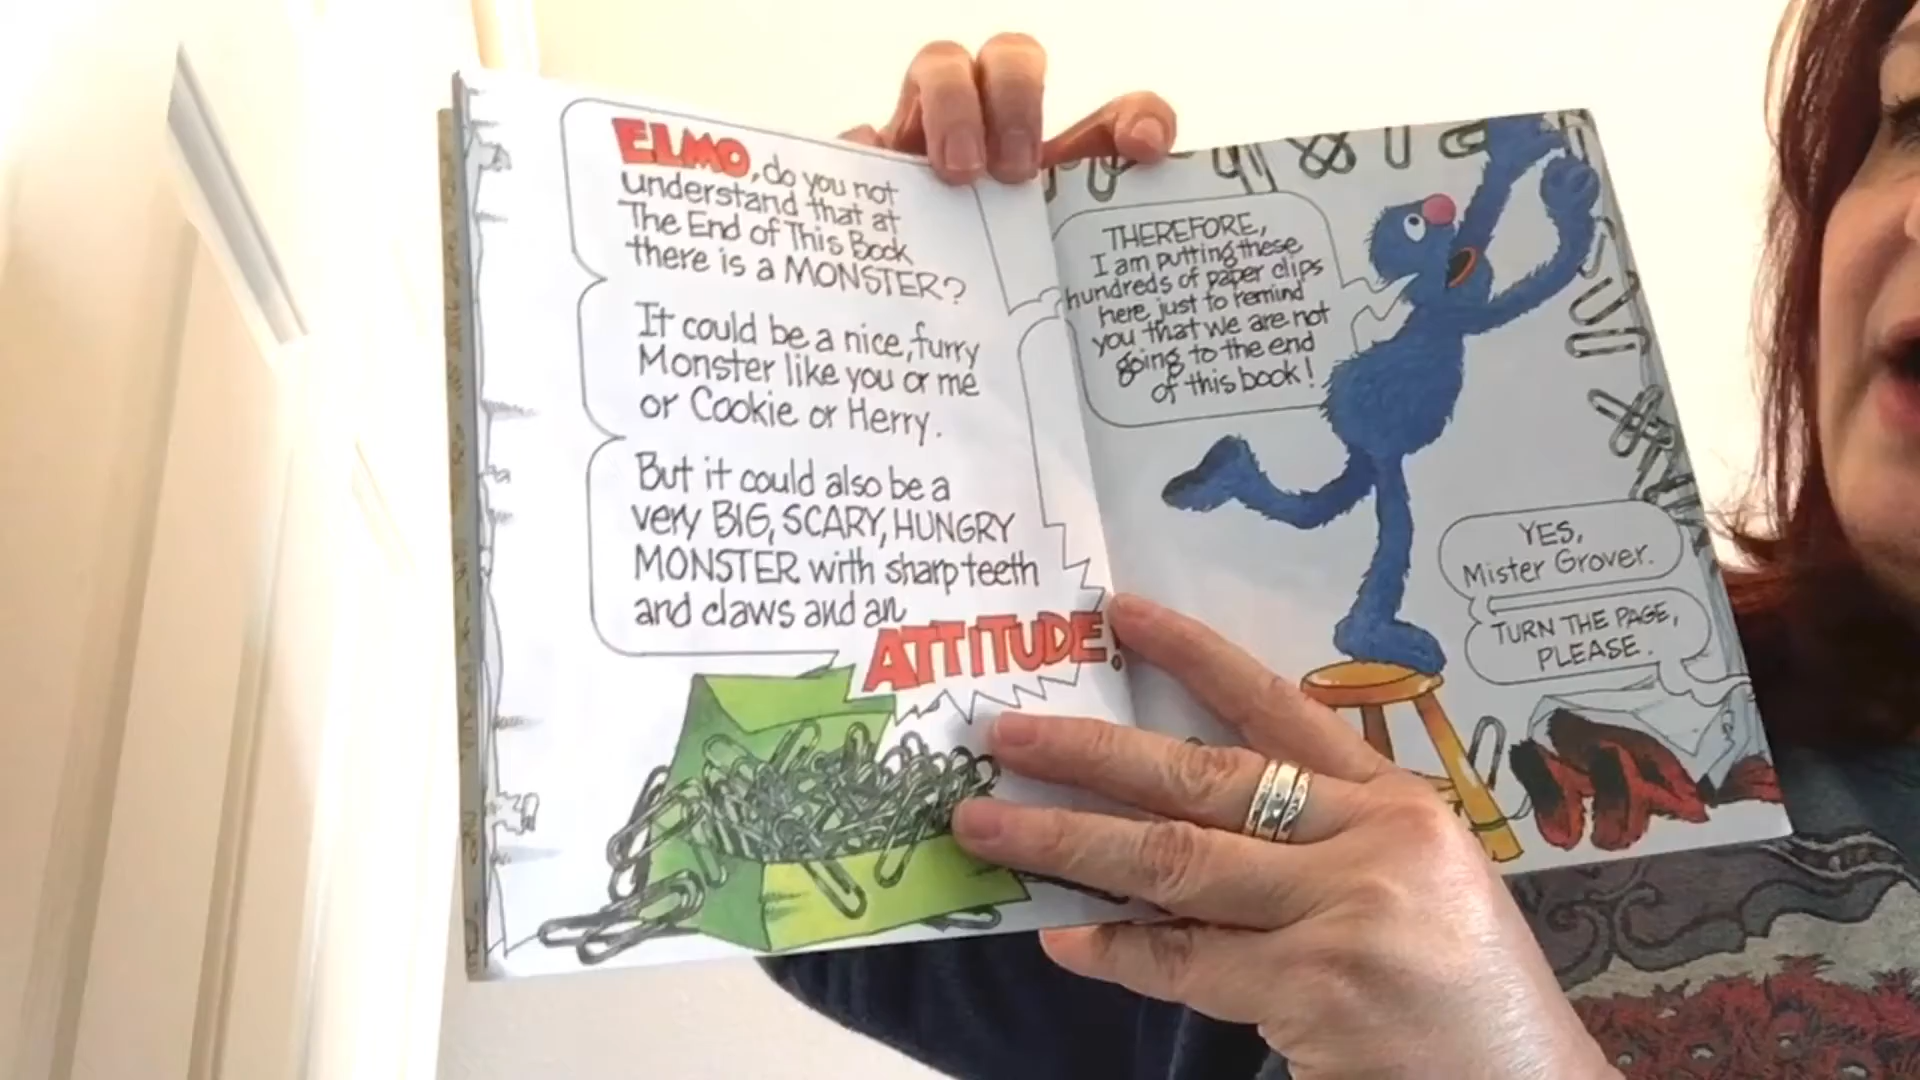 ELMO, do you not
understand that at
The End of This Book
there is a MONSTER?
It could be a nice, furry
Monster like you or me
or Cookie or Herry.
But it could also be a
very BIG, SCARY, HUNGRY
MONSTER with sharp teeth
and claws and an
ATTITUDE!
THEREFORE,
I am putting these
hundreds of paper clips
here just to remind
you that we are not
going to the end
of this book!
YES,
Mister Grover.
TURN THE PAGE,
PLEASE.